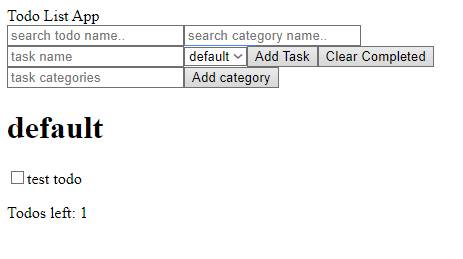 Todo List App
search todo name.. search category name..
task name default Add Task Clear Completed
task categories Add category
default
test todo
Todos left: 1